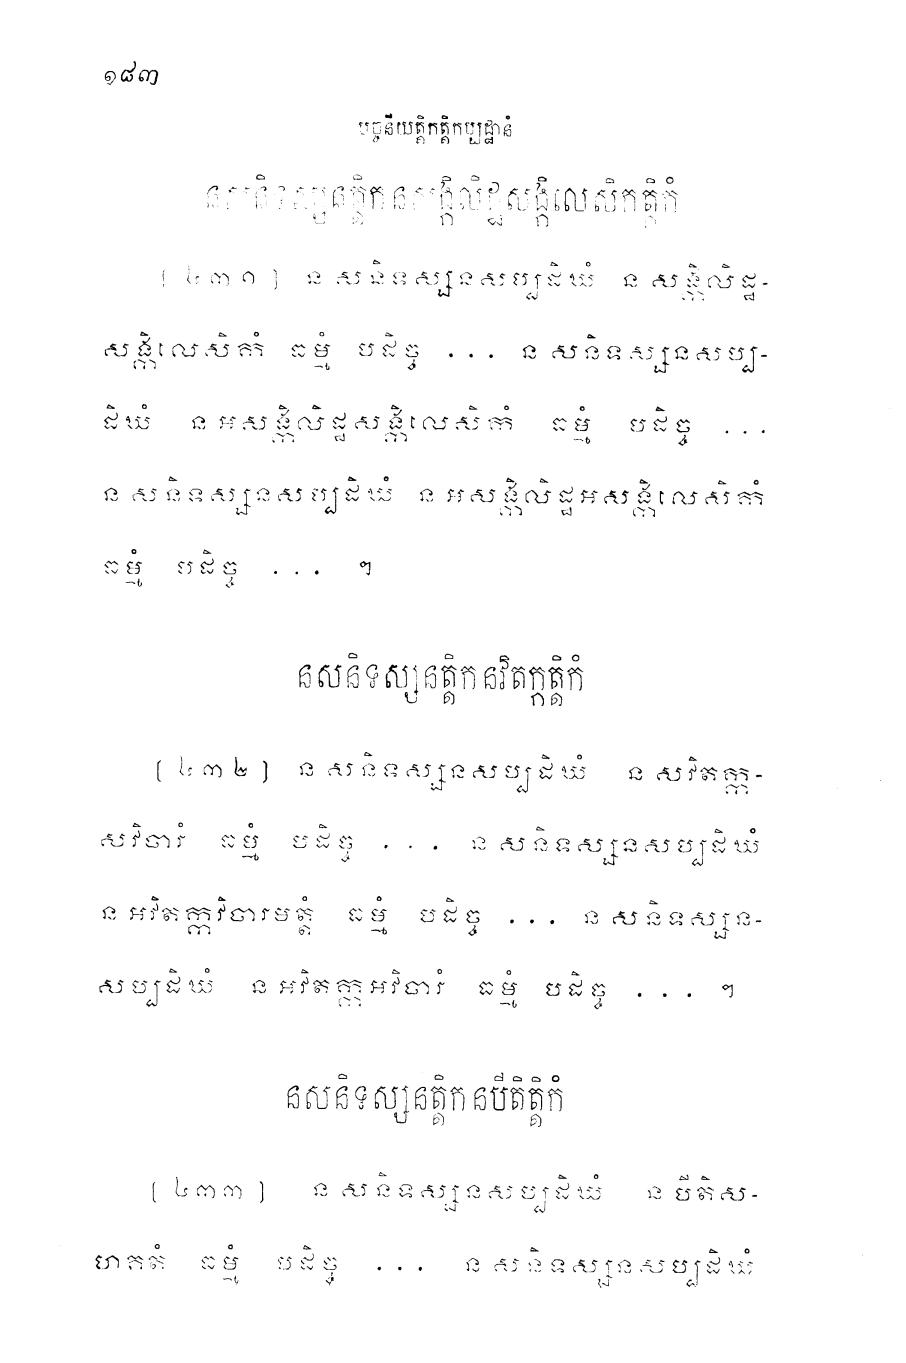 ១៨៣
បច្ចនីយត្តិកត្តិកប្បដ្ឋានំ
នសនិទស្សនត្តិកនសង្កិលិដ្ឋសង្កិលេសិកត្តិកំ
[៤៣១] ន សនិទស្សនសប្បដិឃំ ន សង្កិលិដ្ឋ-
សង្កិលេសិកំ ធម្មំ បដិច្ច ... ន សនិទស្សនសប្ប-
ដិឃំ ន អសង្កិលិដ្ឋសង្កិលេសិកំ ធម្មំ បដិច្ច ...
ន សនិទស្សនសប្បដិឃំ ន អសង្កិលិដ្ឋអសង្កិលេសិកំ
ធម្មំ បដិច្ច ... ។
នសនិទស្សនត្តិកនវិតក្កត្តិកំ
[៤៣២] ន សនិទស្សនសប្បដិឃំ ន សវិតក្ក-
សវិចារំ ធម្មំ បដិច្ច ... ន សនិទស្សនសប្បដិឃំ
ន អវិតក្កវិចារមត្តំ ធម្មំ បដិច្ច ... ន សនិទស្សន-
សប្បដិឃំ ន អវិតក្កអវិចារំ ធម្មំ បដិច្ច ... ។
នសនិទស្សនត្តិកនបីតិត្តិកំ
[៤៣៣] ន សនិទស្សនសប្បដិឃំ ន បីតិស-
ហគតំ ធម្មំ បដិច្ច ... ន សនិទស្សនសប្បដិឃំ